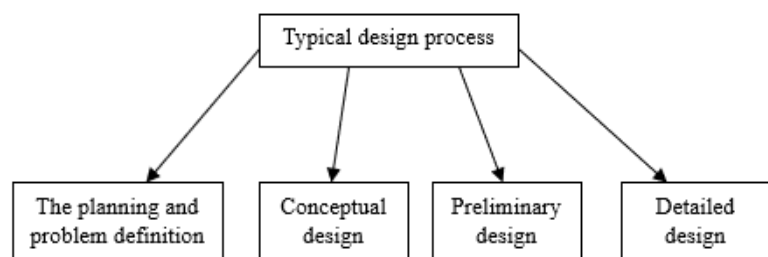 Typical design process
The planning and
problem definition
Conceptual
design
Preliminary
design
Detailed
design